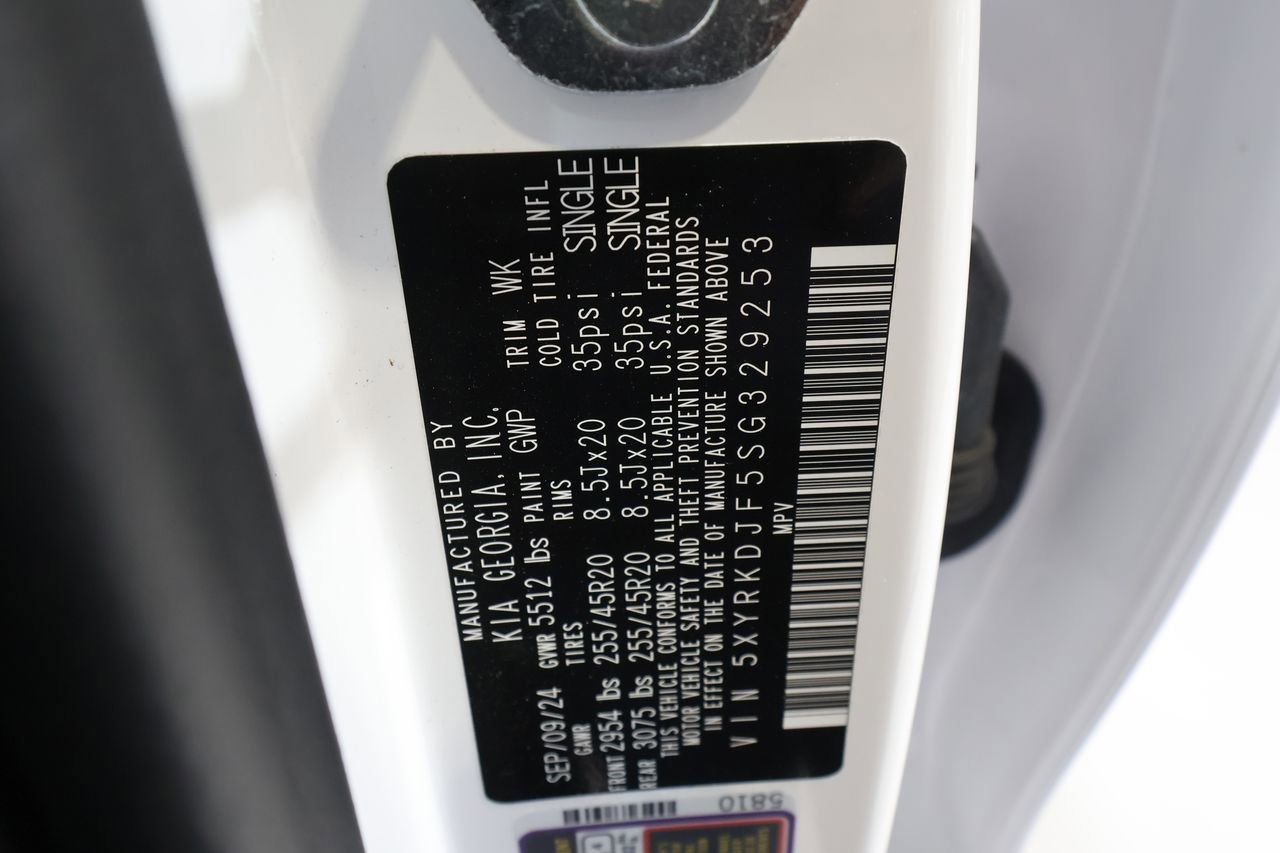 MANUFACTURED BY
KIA GEORGIA, INC.
SEP/09/24 GVWR 5512 lbs PAINT GWP TRIM WK
GAWR TIRES RIMS COLD TIRE INFL
FRONT 2954 lbs 255/45R20 8.5Jx20 35psi SINGLE
REAR 3075 lbs 255/45R20 8.5Jx20 35psi SINGLE
THIS VEHICLE CONFORMS TO ALL APPLICABLE U.S.A. FEDERAL
MOTOR VEHICLE SAFETY AND THEFT PREVENTION STANDARDS
IN EFFECT ON THE DATE OF MANUFACTURE SHOWN ABOVE
VIN 5XYRKDJF5SG329253
MPV
5810